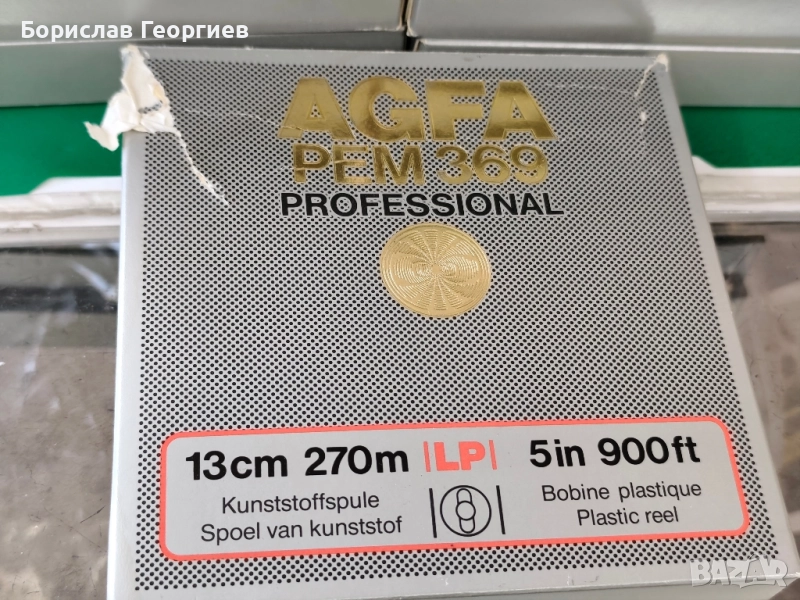 Борислав Георгиев
AGFA
PEM 369
PROFESSIONAL
13cm 270m |LP| 5in 900ft
Kunststoffspule
Spoel van kunststof
Bobine plastique
Plastic reel
BAZAR